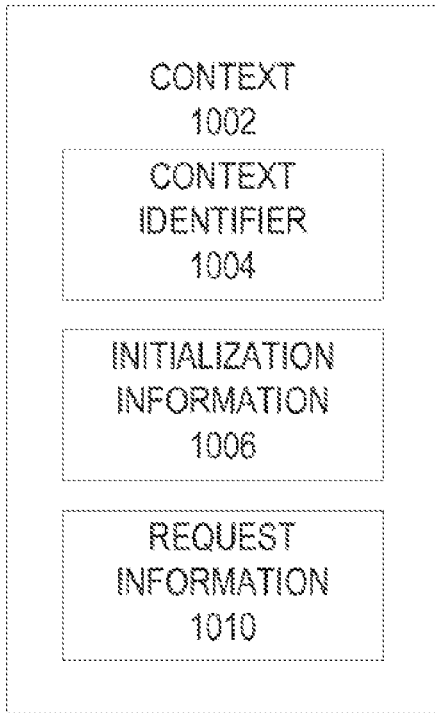 CONTEXT
1002
CONTEXT
IDENTIFIER
1004
INITIALIZATION
INFORMATION
1006
REQUEST
INFORMATION
1010